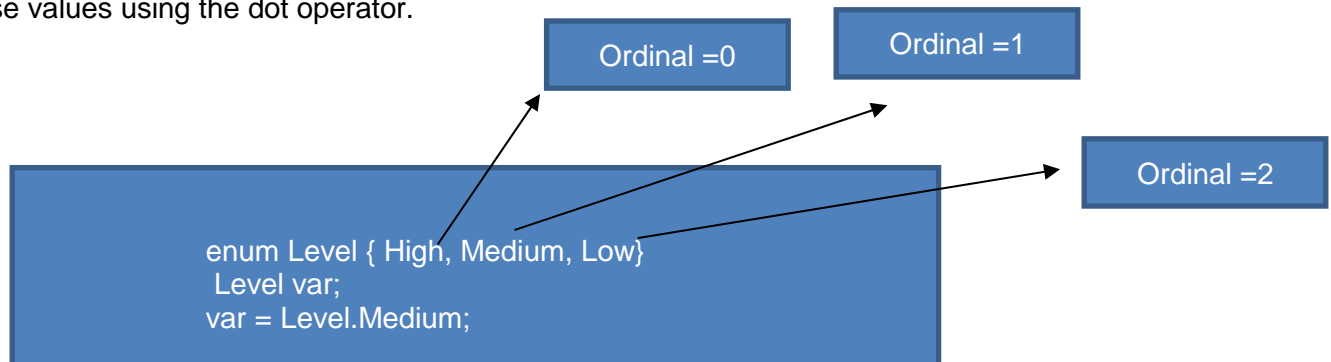 se values using the dot operator.
Ordinal =0
Ordinal =1
Ordinal =2
enum Level { High, Medium, Low}
Level var;
var = Level.Medium;